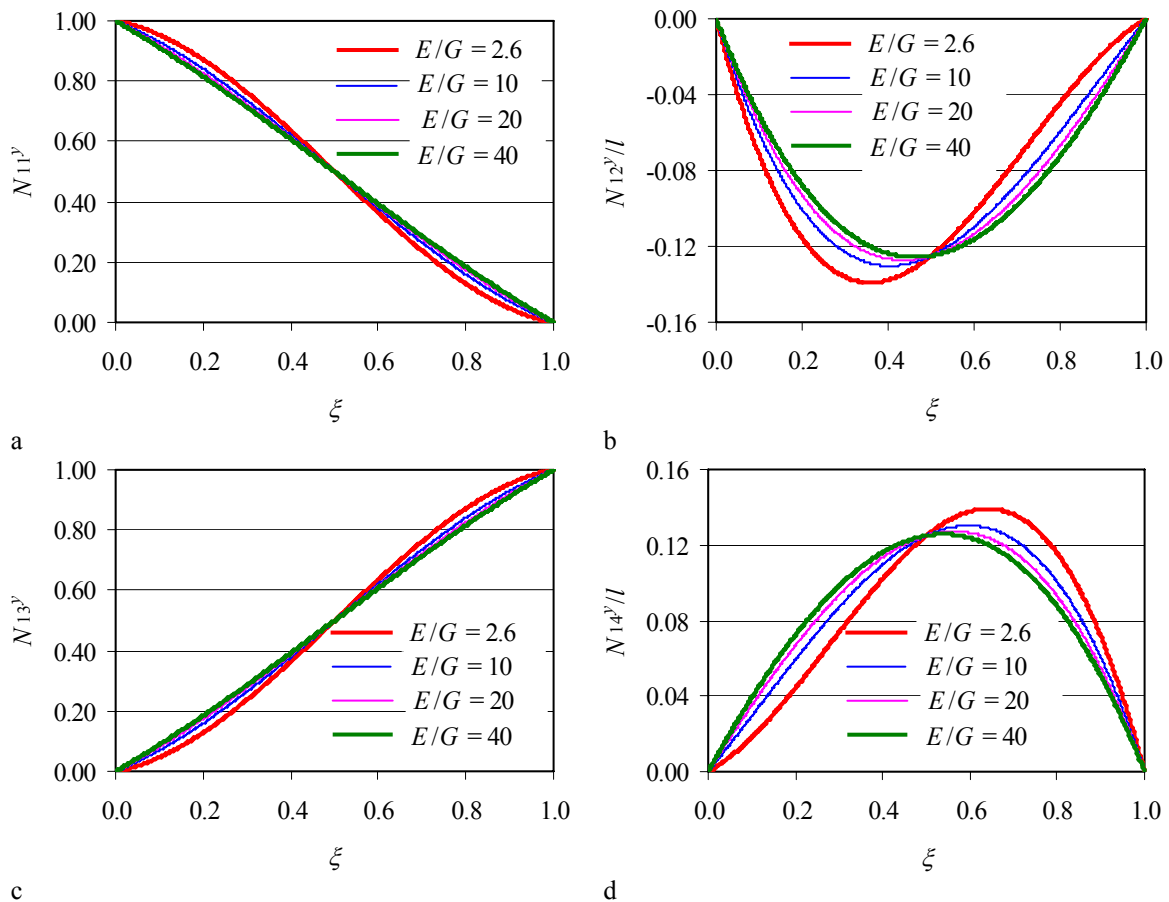 1.00
0.80
0.60
0.40
0.20
0.00
N₁₁ʸ
E/G = 2.6
E/G = 10
E/G = 20
E/G = 40
0.0 0.2 0.4 0.6 0.8 1.0
ξ
a
0.00
-0.04
-0.08
-0.12
-0.16
N₁₂ʸ/l
E/G = 2.6
E/G = 10
E/G = 20
E/G = 40
0.0 0.2 0.4 0.6 0.8 1.0
ξ
b
1.00
0.80
0.60
0.40
0.20
0.00
N₁₃ʸ
E/G = 2.6
E/G = 10
E/G = 20
E/G = 40
0.0 0.2 0.4 0.6 0.8 1.0
ξ
c
0.16
0.12
0.08
0.04
0.00
N₁₄ʸ/l
E/G = 2.6
E/G = 10
E/G = 20
E/G = 40
0.0 0.2 0.4 0.6 0.8 1.0
ξ
d